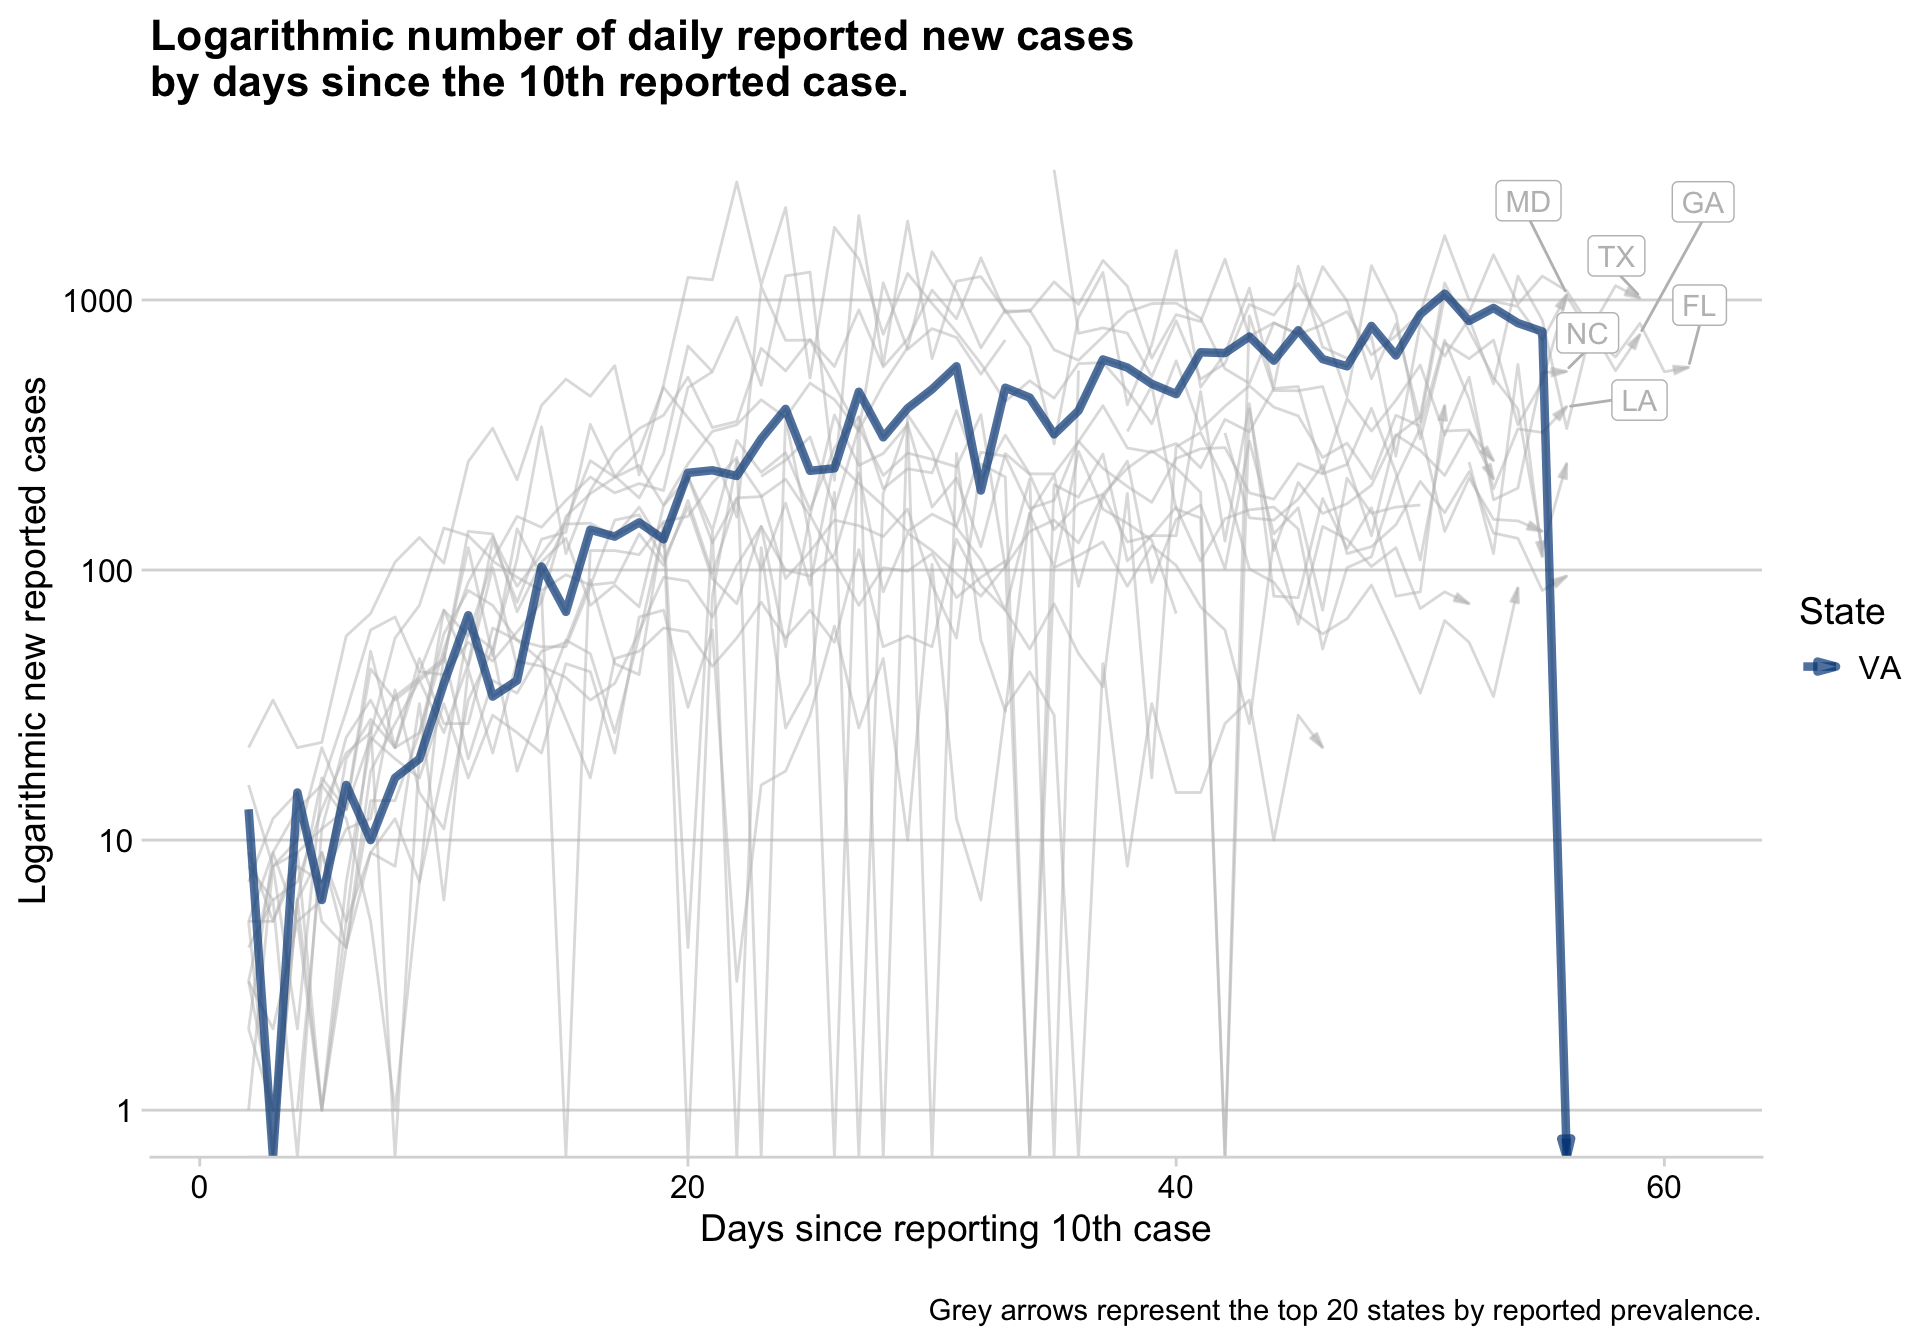 Logarithmic number of daily reported new cases
by days since the 10th reported case.
Logarithmic new reported cases
1000
100
10
1
MD
GA
TX
FL
NC
LA
State
VA
0
20
40
60
Days since reporting 10th case
Grey arrows represent the top 20 states by reported prevalence.